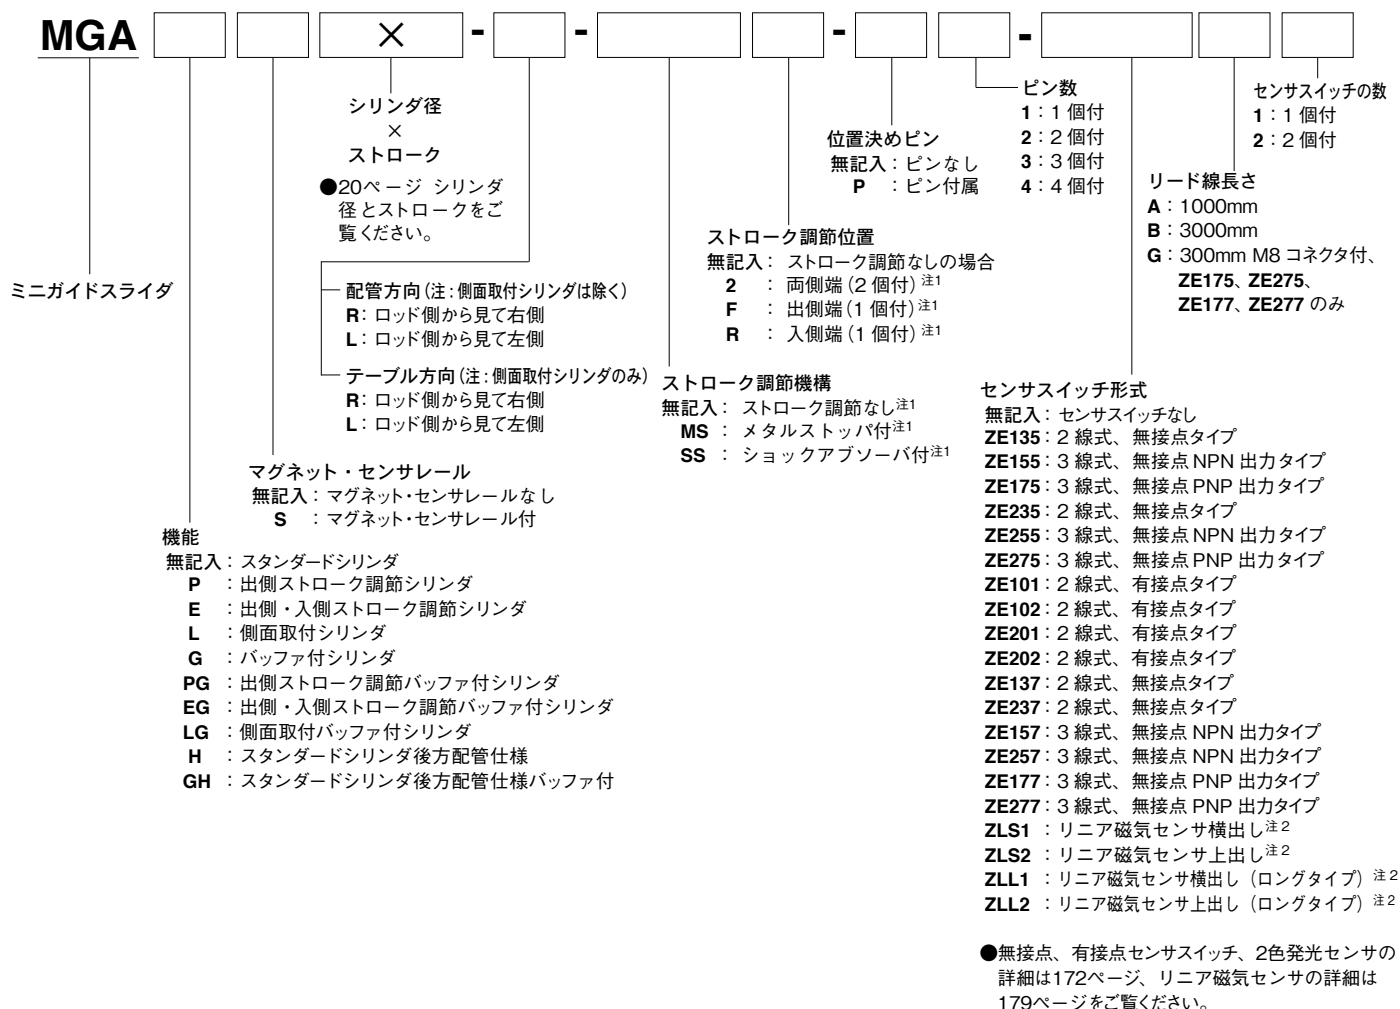 MGA × - - - -
シリンダ径
×
ストローク
●20ページ シリンダ
径とストロークをご
覧ください。
ミニガイドスライダ
配管方向(注:側面取付シリンダは除く)
R:ロッド側から見て右側
L:ロッド側から見て左側
テーブル方向(注:側面取付シリンダのみ)
R:ロッド側から見て右側
L:ロッド側から見て左側
マグネット・センサレール
無記入:マグネット・センサレールなし
S :マグネット・センサレール付
機能
無記入:スタンダードシリンダ
P :出側ストローク調節シリンダ
E :出側・入側ストローク調節シリンダ
L :側面取付シリンダ
G :バッファ付シリンダ
PG :出側ストローク調節バッファ付シリンダ
EG :出側・入側ストローク調節バッファ付シリンダ
LG :側面取付バッファ付シリンダ
H :スタンダードシリンダ後方配管仕様
GH :スタンダードシリンダ後方配管仕様バッファ付
ストローク調節機構
無記入: ストローク調節なし注1
MS : メタルストッパ付注1
SS : ショックアブソーバ付注1
ストローク調節位置
無記入: ストローク調節なしの場合
2 : 両側端(2 個付)注1
F : 出側端(1 個付)注1
R : 入側端(1 個付)注1
位置決めピン
無記入:ピンなし
P :ピン付属
ピン数
1:1 個付
2:2 個付
3:3 個付
4:4 個付
センサスイッチ形式
無記入:センサスイッチなし
ZE135:2 線式、無接点タイプ
ZE155:3 線式、無接点 NPN 出力タイプ
ZE175:3 線式、無接点 PNP 出力タイプ
ZE235:2 線式、無接点タイプ
ZE255:3 線式、無接点 NPN 出力タイプ
ZE275:3 線式、無接点 PNP 出力タイプ
ZE101:2 線式、有接点タイプ
ZE102:2 線式、有接点タイプ
ZE201:2 線式、有接点タイプ
ZE202:2 線式、有接点タイプ
ZE137:2 線式、無接点タイプ
ZE237:2 線式、無接点タイプ
ZE157:3 線式、無接点 NPN 出力タイプ
ZE257:3 線式、無接点 NPN 出力タイプ
ZE177:3 線式、無接点 PNP 出力タイプ
ZE277:3 線式、無接点 PNP 出力タイプ
ZLS1 :リニア磁気センサ横出し注2
ZLS2 :リニア磁気センサ上出し注2
ZLL1 :リニア磁気センサ横出し(ロングタイプ)注2
ZLL2 :リニア磁気センサ上出し(ロングタイプ)注2
●無接点、有接点センサスイッチ、2色発光センサの
詳細は172ページ、リニア磁気センサの詳細は
179ページをご覧ください。
リード線長さ
A:1000mm
B:3000mm
G:300mm M8 コネクタ付、
ZE175、ZE275、
ZE177、ZE277 のみ
センサスイッチの数
1:1 個付
2:2 個付